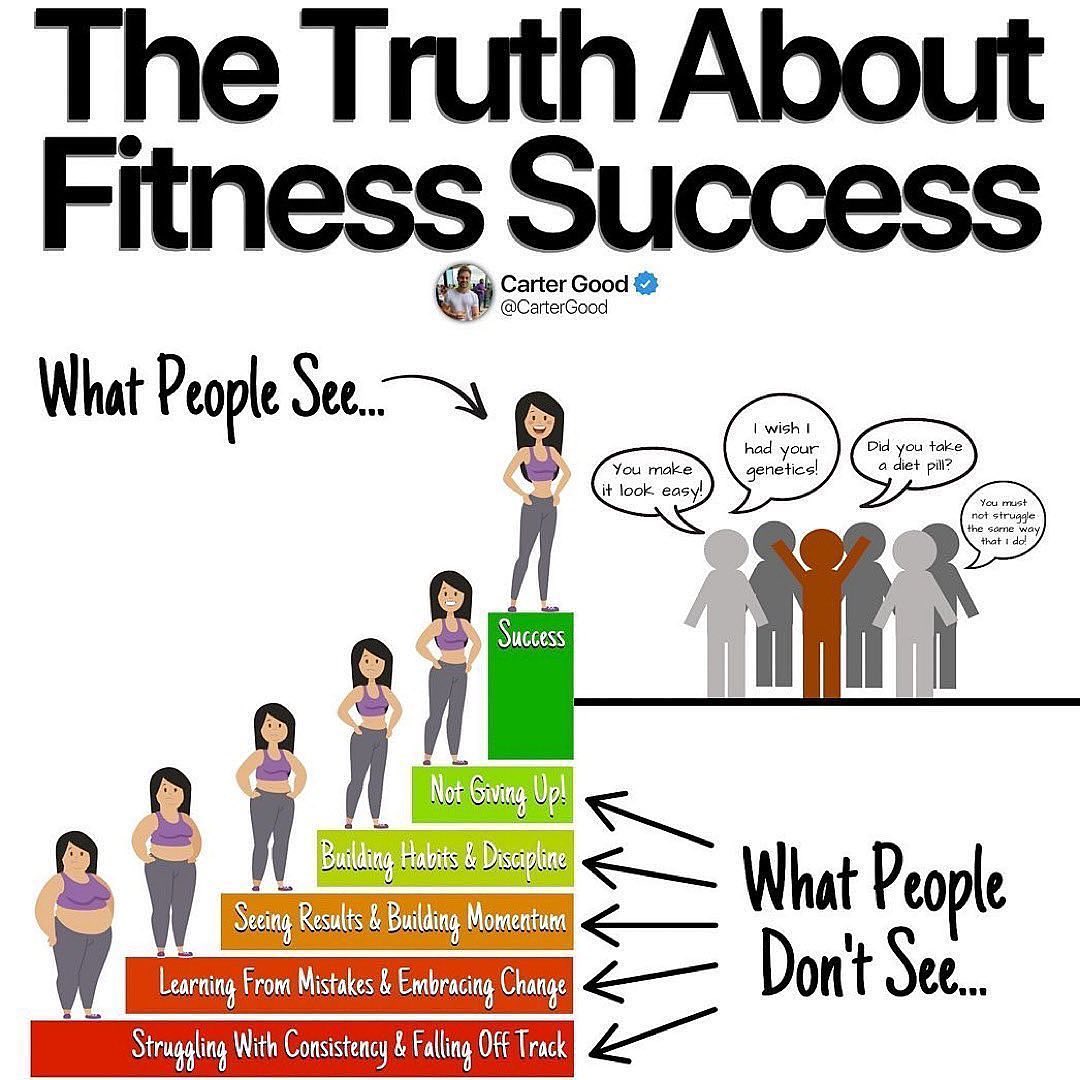 The Truth About
Fitness Success
Carter Good
@CarterGood
What People See...
You make
it look easy!
I wish I
had your
genetics!
Did you take
a diet pill?
You must
not struggle
the same way
that I do!
Success
Not Giving Up!
Building Habits & Discipline
Seeing Results & Building Momentum
Learning From Mistakes & Embracing Change
Struggling With Consistency & Falling Off Track
What People
Don't See...